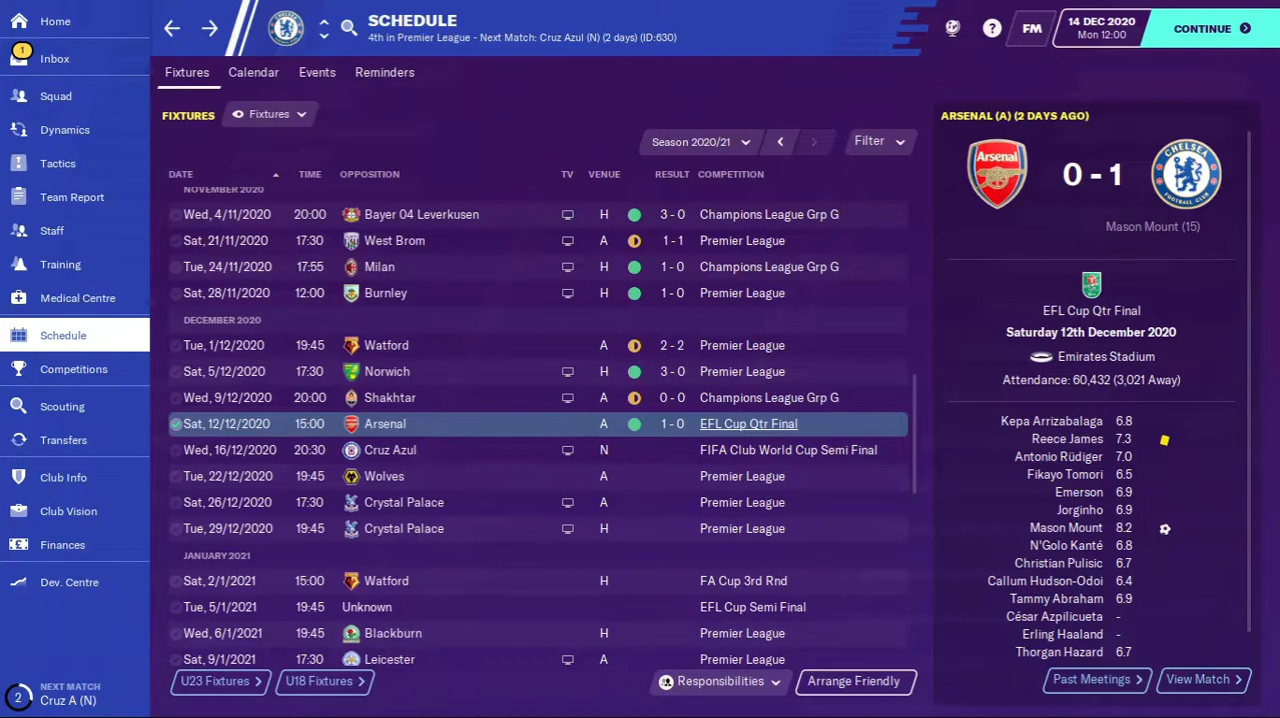 Home
1
Inbox
Squad
Dynamics
Tactics
Team Report
Staff
Training
Medical Centre
Schedule
Competitions
Scouting
Transfers
Club Info
Club Vision
Finances
Dev. Centre
2 NEXT MATCH
Cruz A (N)
SCHEDULE
4th in Premier League - Next Match: Cruz Azul (N) (2 days) (ID:630)
? FM 14 DEC 2020 Mon 12:00 CONTINUE
Fixtures Calendar Events Reminders
FIXTURES Fixtures
Season 2020/21 Filter
DATE TIME OPPOSITION TV VENUE RESULT COMPETITION
NOVEMBER 2020
Wed, 4/11/2020 20:00 Bayer 04 Leverkusen H 3 - 0 Champions League Grp G
Sat, 21/11/2020 17:30 West Brom A 1 - 1 Premier League
Tue, 24/11/2020 17:55 Milan H 1 - 0 Champions League Grp G
Sat, 28/11/2020 12:00 Burnley H 1 - 0 Premier League
DECEMBER 2020
Tue, 1/12/2020 19:45 Watford A 2 - 2 Premier League
Sat, 5/12/2020 17:30 Norwich H 3 - 0 Premier League
Wed, 9/12/2020 20:00 Shakhtar A 0 - 0 Champions League Grp G
Sat, 12/12/2020 15:00 Arsenal A 1 - 0 EFL Cup Qtr Final
Wed, 16/12/2020 20:30 Cruz Azul N FIFA Club World Cup Semi Final
Tue, 22/12/2020 19:45 Wolves A Premier League
Sat, 26/12/2020 17:30 Crystal Palace A Premier League
Tue, 29/12/2020 19:45 Crystal Palace H Premier League
JANUARY 2021
Sat, 2/1/2021 15:00 Watford H FA Cup 3rd Rnd
Tue, 5/1/2021 19:45 Unknown EFL Cup Semi Final
Wed, 6/1/2021 19:45 Blackburn H Premier League
Sat, 9/1/2021 17:30 Leicester A Premier League
U23 Fixtures U18 Fixtures Responsibilities Arrange Friendly
ARSENAL (A) (2 DAYS AGO)
Arsenal 0 - 1 CHELSEA FOOTBALL CLUB
Mason Mount (15)
EFL Cup Qtr Final
Saturday 12th December 2020
Emirates Stadium
Attendance: 60,432 (3,021 Away)
Kepa Arrizabalaga 6.8
Reece James 7.3
Antonio Rüdiger 7.0
Fikayo Tomori 6.5
Emerson 6.9
Jorginho 6.9
Mason Mount 8.2
N'Golo Kanté 6.8
Christian Pulisic 6.7
Callum Hudson-Odoi 6.4
Tammy Abraham 6.9
César Azpilicueta -
Erling Haaland -
Thorgan Hazard 6.7
Past Meetings View Match